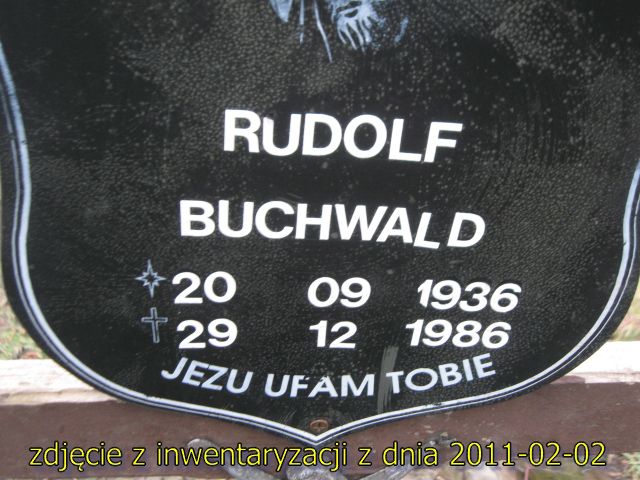 RUDOLF
BUCHWALD
20 09 1936
29 12 1986
JEZU UFAM TOBIE
zdjęcie z inwentaryzacji z dnia 2011-02-02